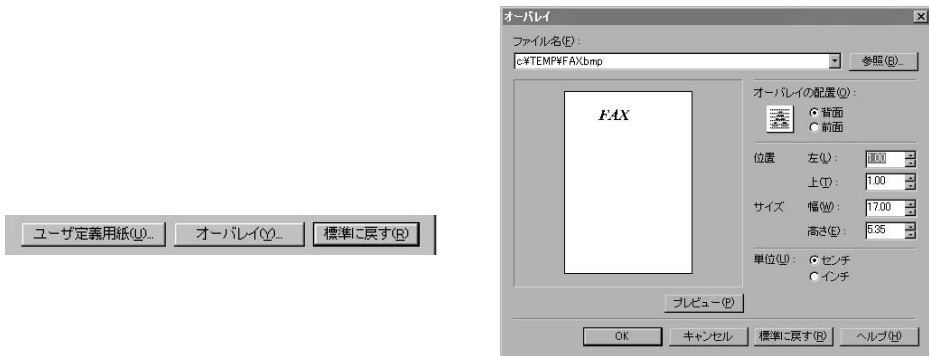 ユーザ定義用紙(U)... オーバレイ(Y)... 標準に戻す(R)
オーバレイ
ファイル名(F):
c:¥TEMP¥FAX.bmp 参照(B)...
FAX
オーバレイの配置(O):
背面
前面
位置 左(L): 1.00
上(T): 1.00
サイズ 幅(W): 17.00
高さ(E): 5.35
単位(U): センチ
インチ
プレビュー(P)
OK キャンセル 標準に戻す(R) ヘルプ(H)